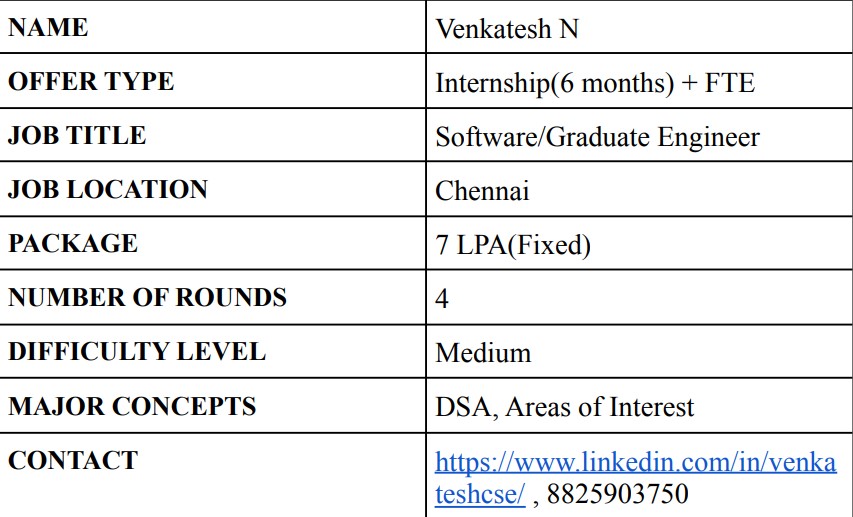 NAME Venkatesh N
OFFER TYPE Internship(6 months) + FTE
JOB TITLE Software/Graduate Engineer
JOB LOCATION Chennai
PACKAGE 7 LPA(Fixed)
NUMBER OF ROUNDS 4
DIFFICULTY LEVEL Medium
MAJOR CONCEPTS DSA, Areas of Interest
CONTACT https://www.linkedin.com/in/venka
teshcse/ , 8825903750